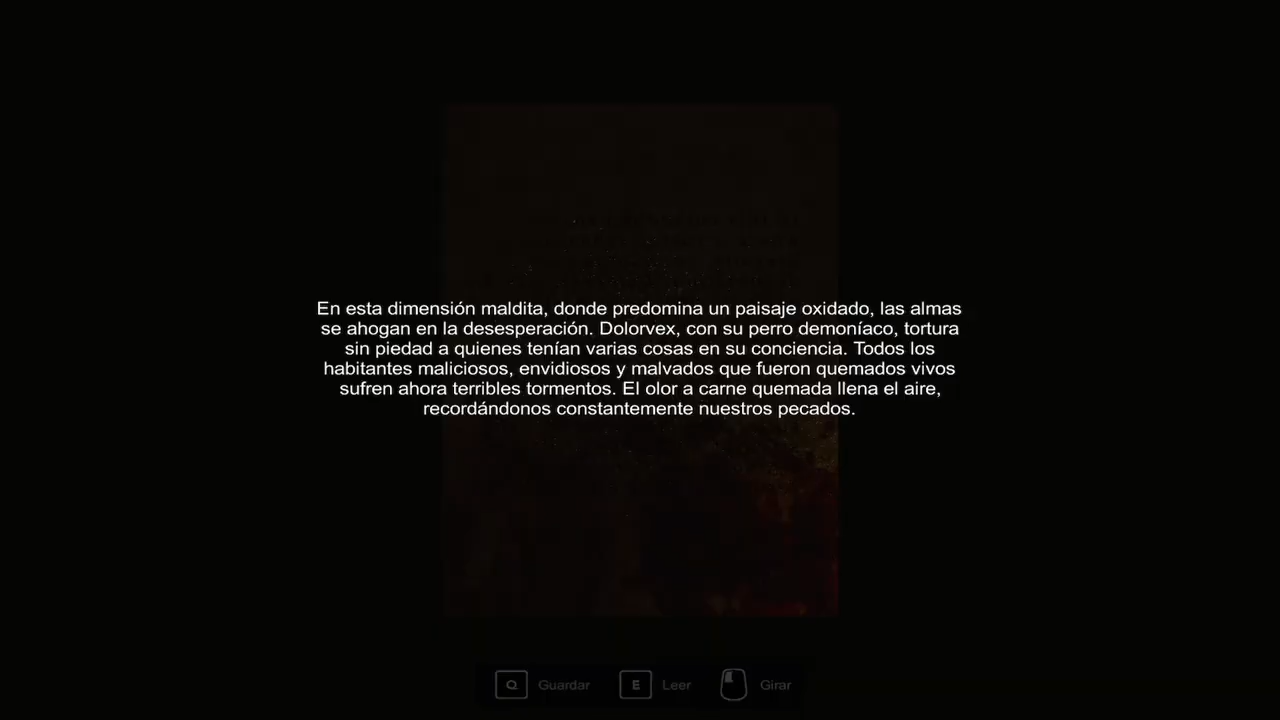 En esta dimensión maldita, donde predomina un paisaje oxidado, las almas
se ahogan en la desesperación. Dolorvex, con su perro demoníaco, tortura
sin piedad a quienes tenían varias cosas en su conciencia. Todos los
habitantes maliciosos, envidiosos y malvados que fueron quemados vivos
sufren ahora terribles tormentos. El olor a carne quemada llena el aire,
recordándonos constantemente nuestros pecados.
Q Guardar E Leer Girar